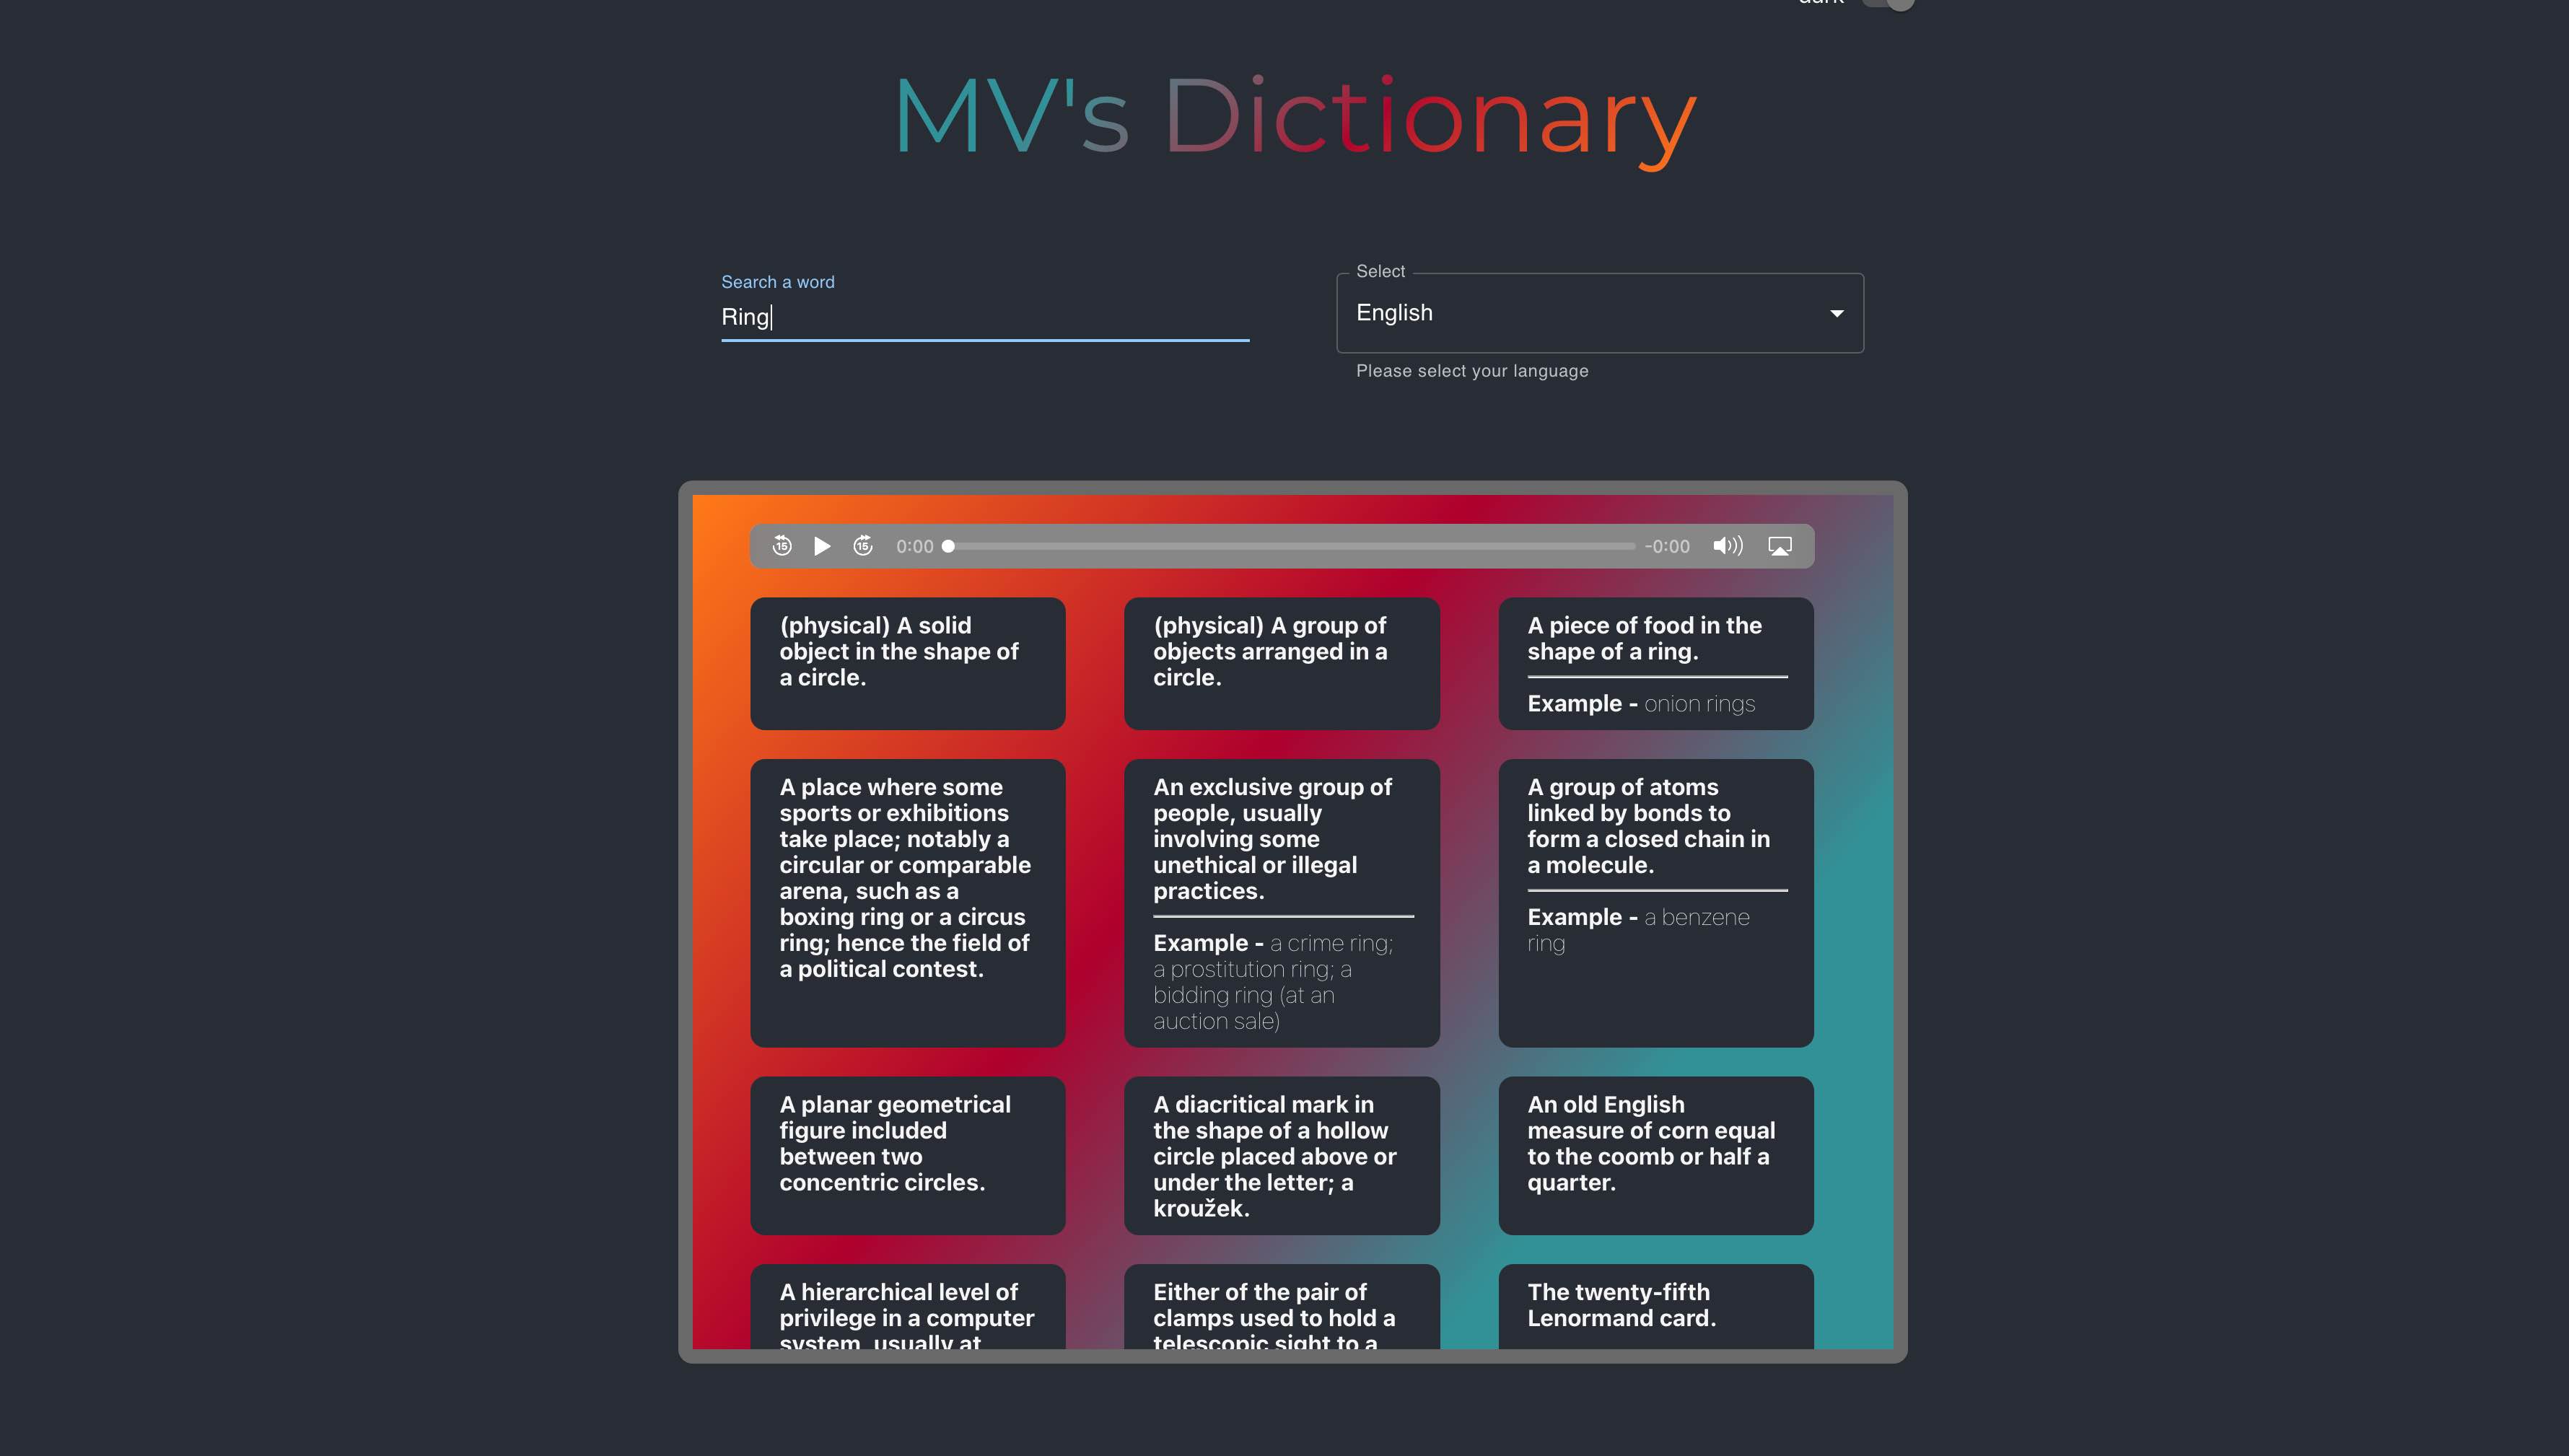 dark
MV's Dictionary
Search a word
Ring
Select
English
Please select your language
15
15
0:00
-0:00
(physical) A solid
object in the shape of
a circle.
(physical) A group of
objects arranged in a
circle.
A piece of food in the
shape of a ring.
Example - onion rings
A place where some
sports or exhibitions
take place; notably a
circular or comparable
arena, such as a
boxing ring or a circus
ring; hence the field of
a political contest.
An exclusive group of
people, usually
involving some
unethical or illegal
practices.
Example - a crime ring;
a prostitution ring; a
bidding ring (at an
auction sale)
A group of atoms
linked by bonds to
form a closed chain in
a molecule.
Example - a benzene
ring
A planar geometrical
figure included
between two
concentric circles.
A diacritical mark in
the shape of a hollow
circle placed above or
under the letter; a
kroužek.
An old English
measure of corn equal
to the coomb or half a
quarter.
A hierarchical level of
privilege in a computer
system, usually at
Either of the pair of
clamps used to hold a
telescopic sight to a
The twenty-fifth
Lenormand card.